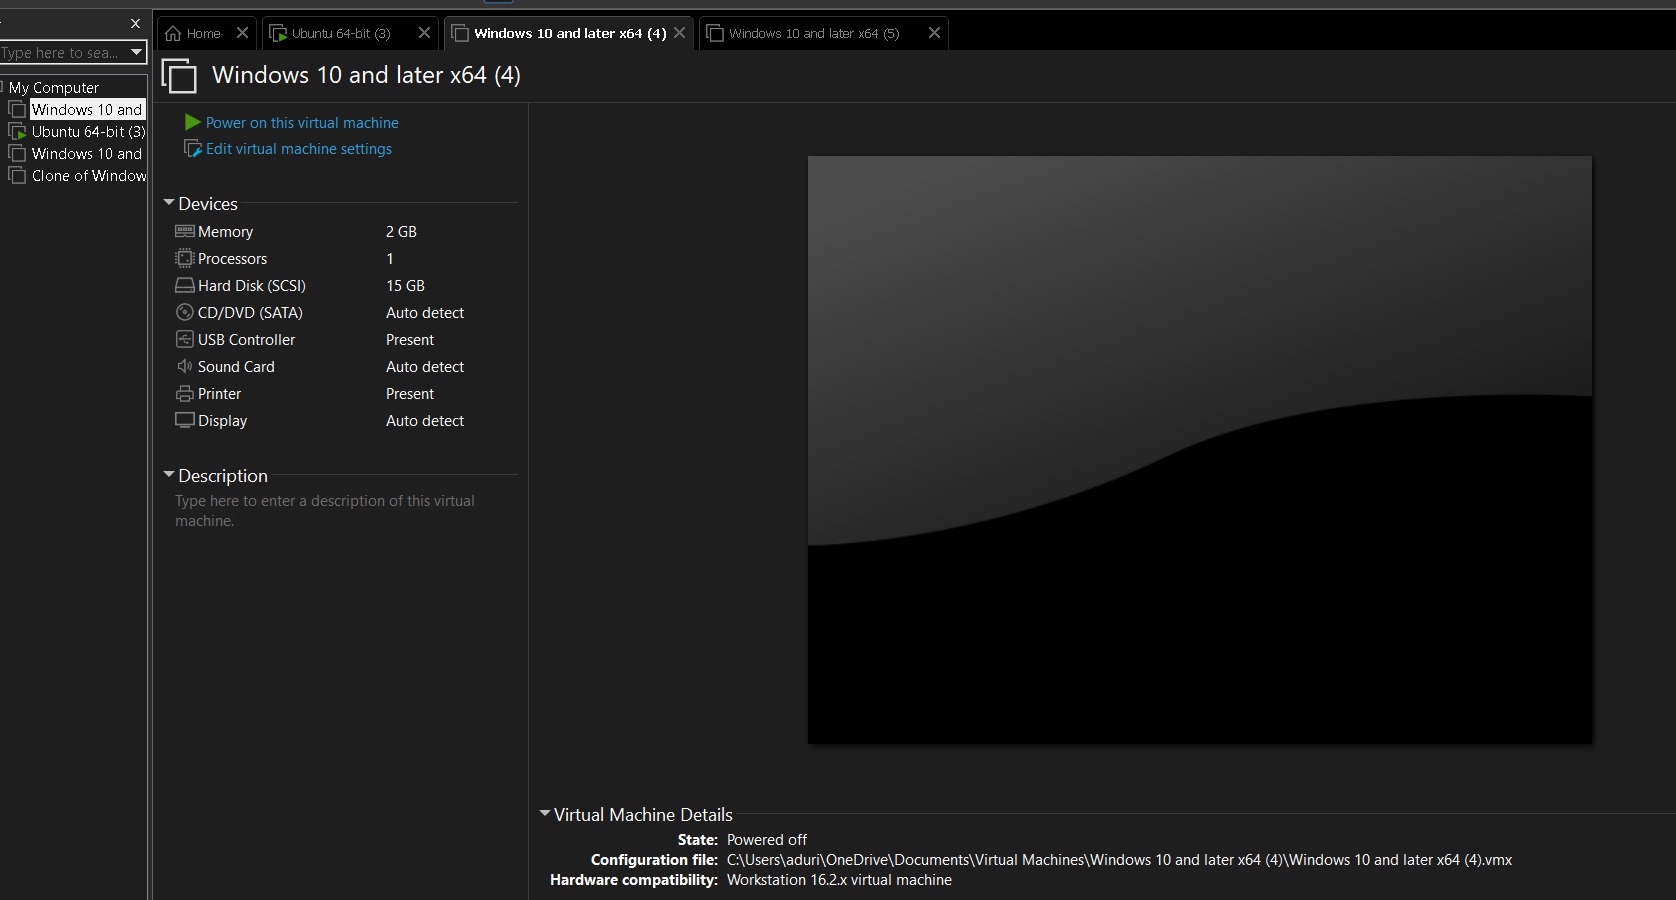 Home
Ubuntu 64-bit (3)
Windows 10 and later x64 (4)
Windows 10 and later x64 (5)
Type here to sea...
My Computer
Windows 10 and
Ubuntu 64-bit (3)
Windows 10 and
Clone of Window
Windows 10 and later x64 (4)
Power on this virtual machine
Edit virtual machine settings
Devices
Memory 2 GB
Processors 1
Hard Disk (SCSI) 15 GB
CD/DVD (SATA) Auto detect
USB Controller Present
Sound Card Auto detect
Printer Present
Display Auto detect
Description
Type here to enter a description of this virtual
machine.
Virtual Machine Details
State: Powered off
Configuration file: C:\Users\aduri\OneDrive\Documents\Virtual Machines\Windows 10 and later x64 (4)\Windows 10 and later x64 (4).vmx
Hardware compatibility: Workstation 16.2.x virtual machine